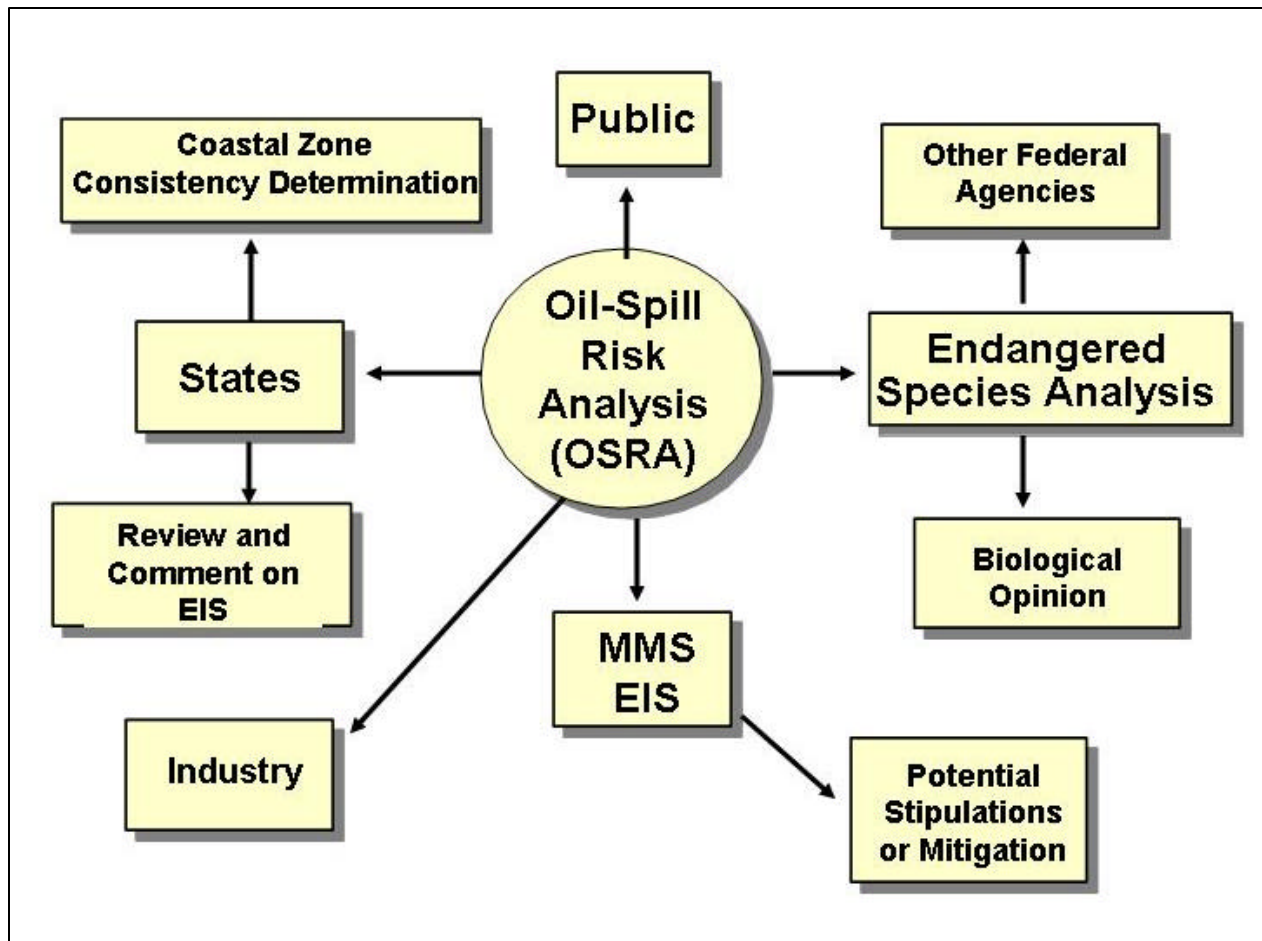 Public
Coastal Zone
Consistency Determination
Other Federal
Agencies
Oil-Spill
Risk
Analysis
(OSRA)
States
Endangered
Species Analysis
Review and
Comment on
EIS
Biological
Opinion
MMS
EIS
Industry
Potential
Stipulations
or Mitigation